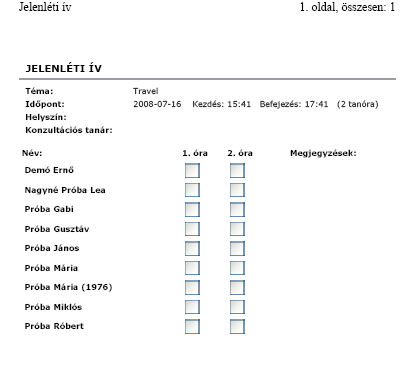 Jelenléti ív 1. oldal, összesen: 1
JELENLÉTI ÍV
Téma: Travel
Időpont: 2008-07-16 Kezdés: 15:41 Befejezés: 17:41 (2 tanóra)
Helyszín:
Konzultációs tanár:
Név: 1. óra 2. óra Megjegyzések:
Demó Ernő
Nagyné Próba Lea
Próba Gabi
Próba Gusztáv
Próba János
Próba Mária
Próba Mária (1976)
Próba Miklós
Próba Róbert